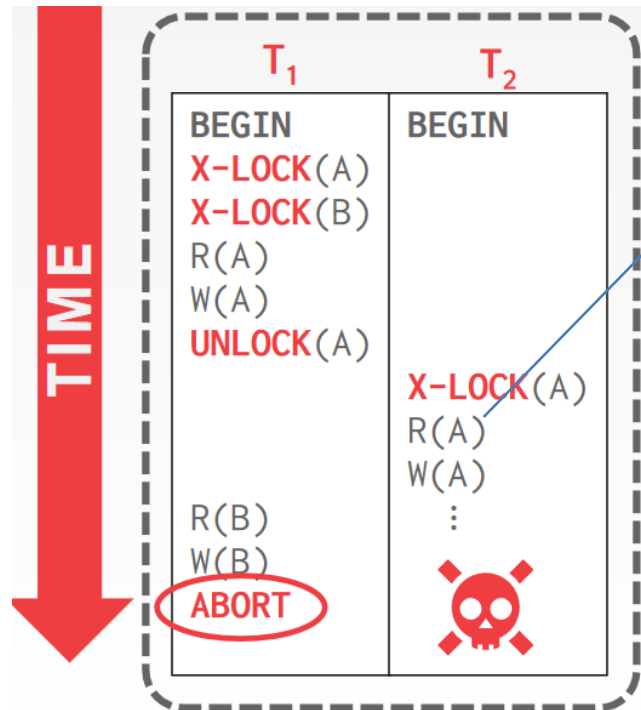 TIME
T1 T2
BEGIN BEGIN
X-LOCK(A)
X-LOCK(B)
R(A)
W(A)
UNLOCK(A)
X-LOCK(A)
R(A)
W(A)
R(B) ⋮
W(B)
ABORT